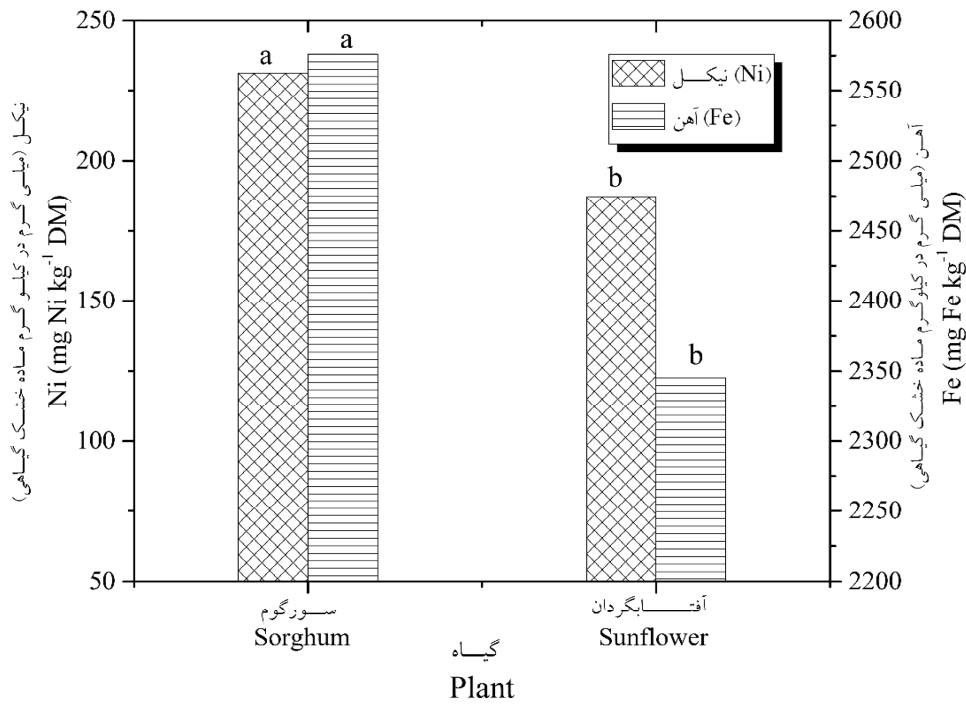 نیکل (میلی گرم در کیلو گرم ماده خشک گیاهی)
Ni (mg Ni kg⁻¹ DM)
250
200
150
100
50
a
a
b
b
نیکل (Ni)
آهن (Fe)
2600
2550
2500
2450
2400
2350
2300
2250
2200
آهن (میلی گرم در کیلوگرم ماده خشک گیاهی)
Fe (mg Fe kg⁻¹ DM)
سورگوم
Sorghum
آفتابگردان
Sunflower
گیاه
Plant